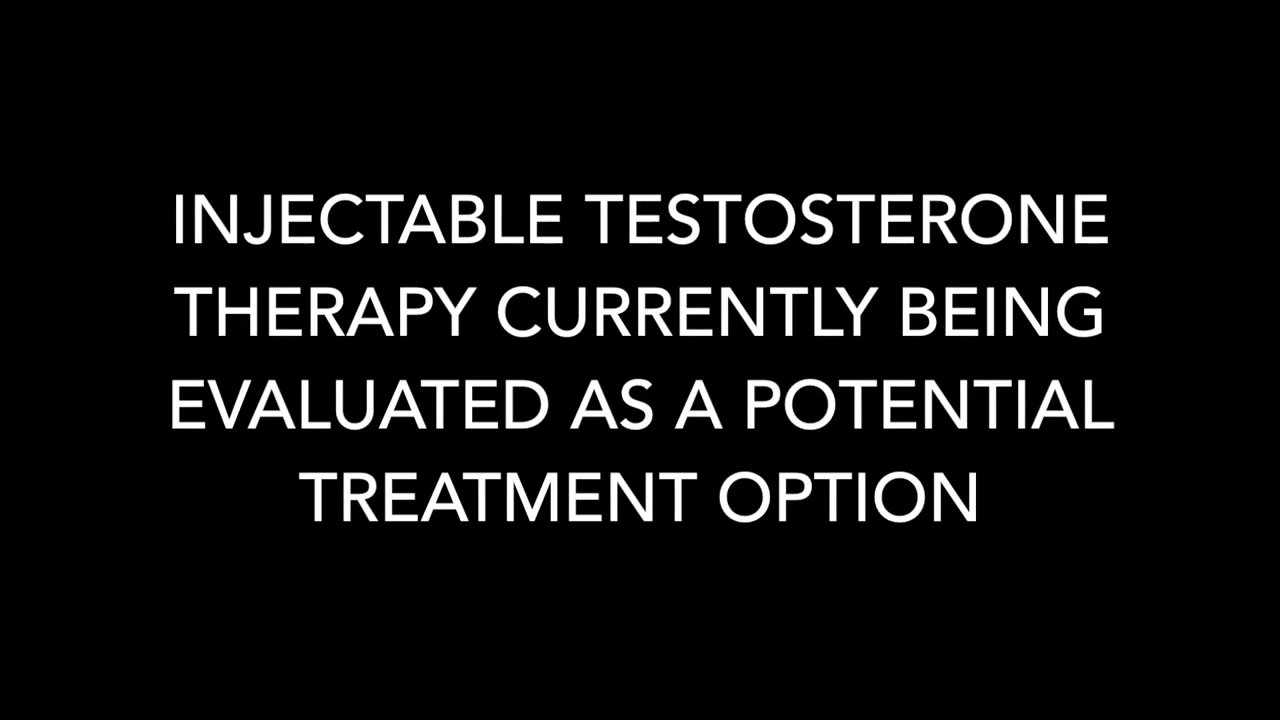 INJECTABLE TESTOSTERONE
THERAPY CURRENTLY BEING
EVALUATED AS A POTENTIAL
TREATMENT OPTION